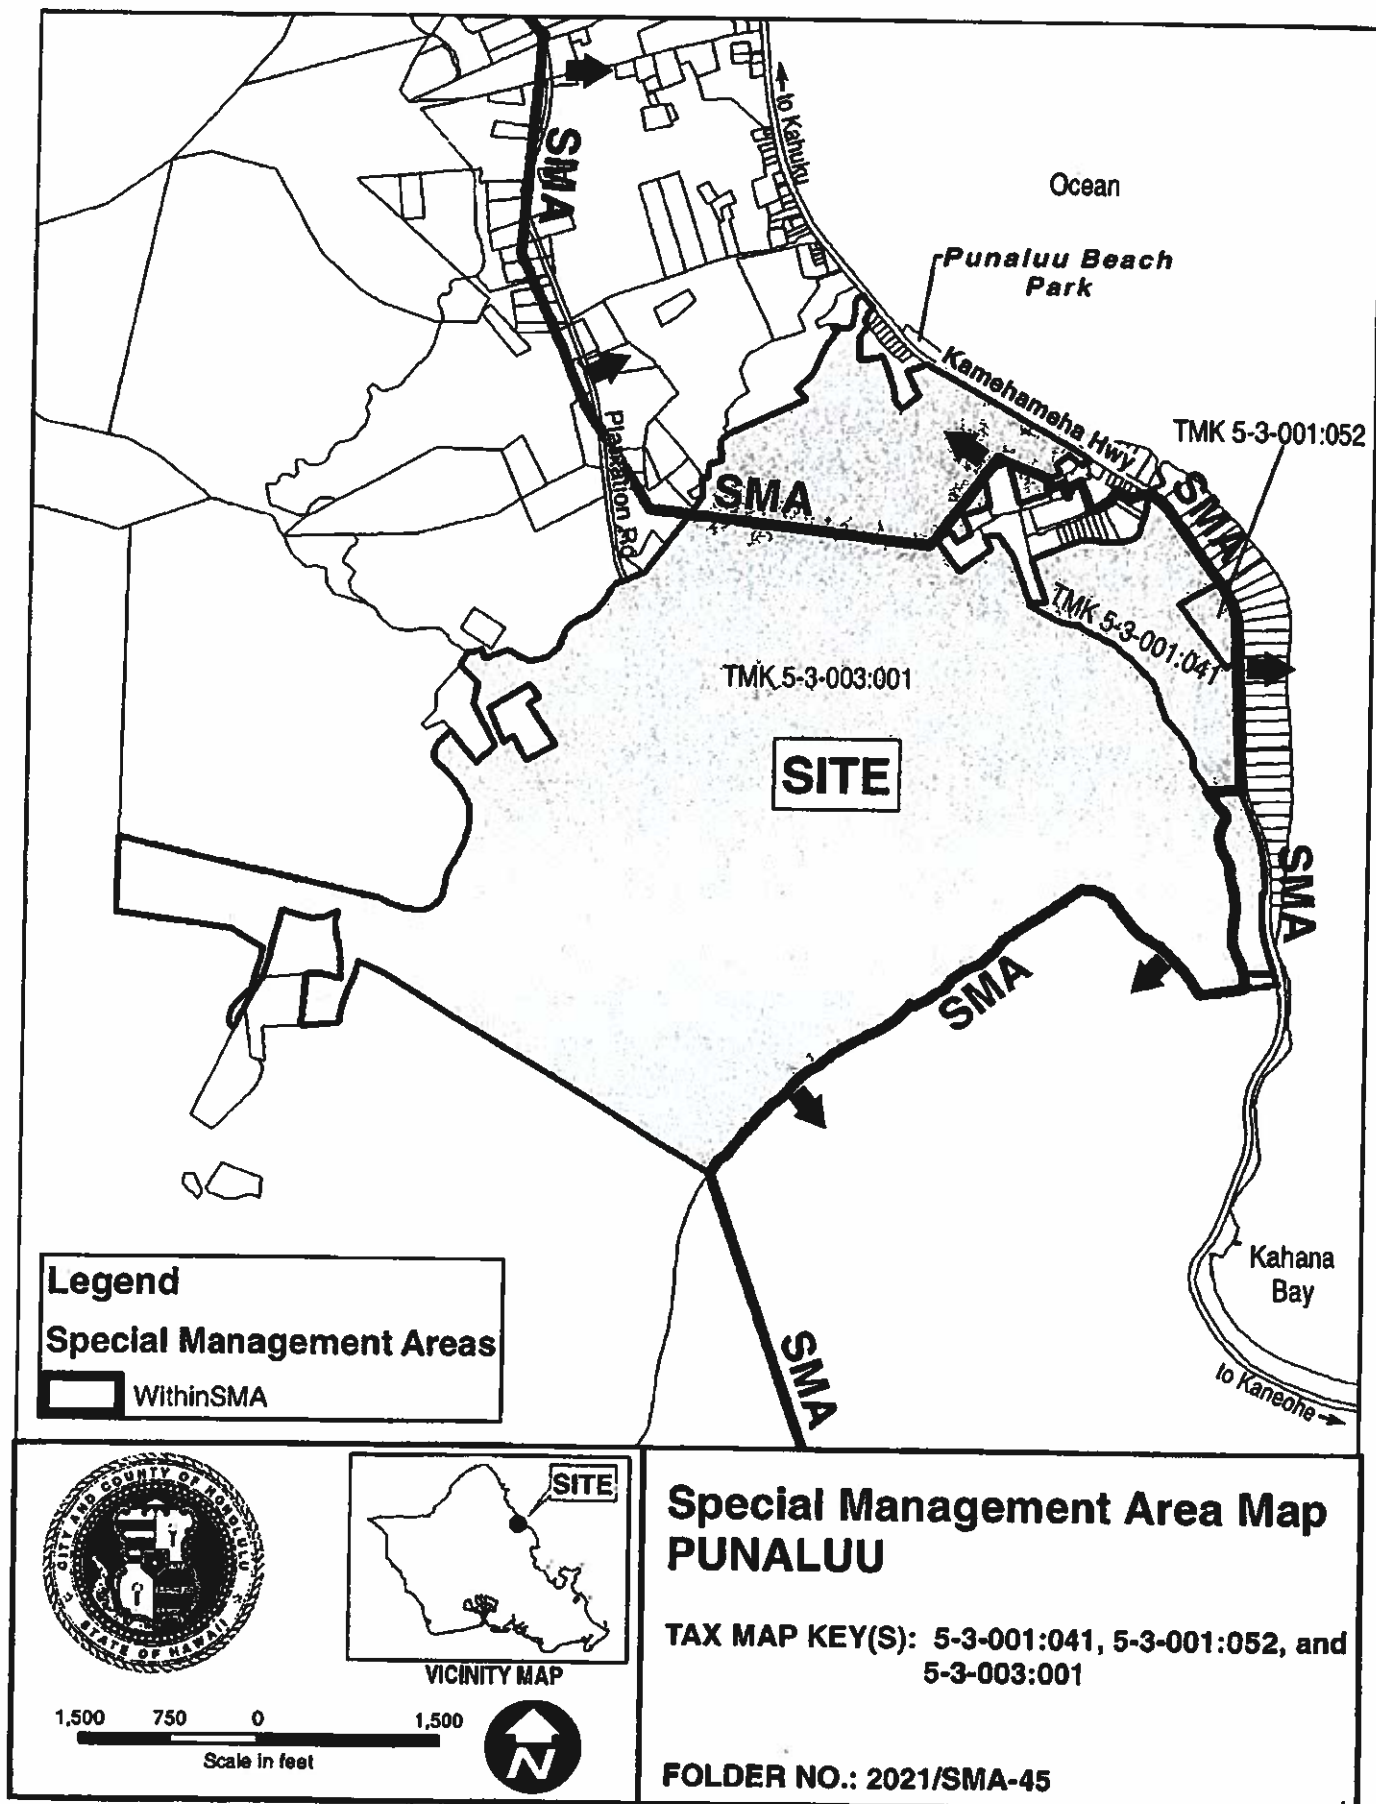 SMA
to Kahuku
Ocean
Punaluu Beach
Park
Kamehameha Hwy
TMK 5-3-001:052
Plantation Rd
SMA
SMA
TMK 5-3-001:041
TMK 5-3-003:001
SITE
SMA
SMA
Kahana
Bay
to Kaneohe
SMA
Legend
Special Management Areas
WithinSMA
CITY AND COUNTY OF HONOLULU
STATE OF HAWAII
SITE
VICINITY MAP
1,500 750 0 1,500
Scale in feet
N
Special Management Area Map
PUNALUU
TAX MAP KEY(S): 5-3-001:041, 5-3-001:052, and
5-3-003:001
FOLDER NO.: 2021/SMA-45